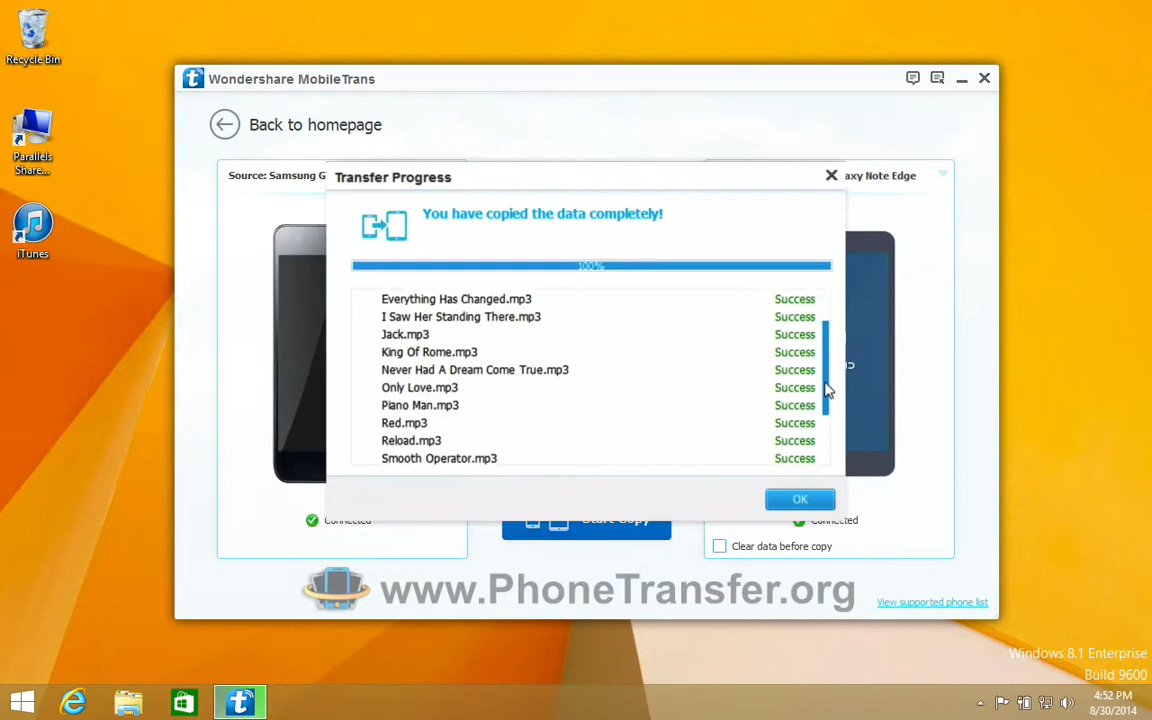 Recycle Bin
Parallels
Share...
iTunes
Wondershare MobileTrans
Back to homepage
Source: Samsung G
axy Note Edge
Transfer Progress
You have copied the data completely!
100%
Everything Has Changed.mp3 Success
I Saw Her Standing There.mp3 Success
Jack.mp3 Success
King Of Rome.mp3 Success
Never Had A Dream Come True.mp3 Success
Only Love.mp3 Success
Piano Man.mp3 Success
Red.mp3 Success
Reload.mp3 Success
Smooth Operator.mp3 Success
OK
Connected
Start Copy
Connected
Clear data before copy
www.PhoneTransfer.org
View supported phone list
Windows 8.1 Enterprise
Build 9600
4:52 PM
8/30/2014